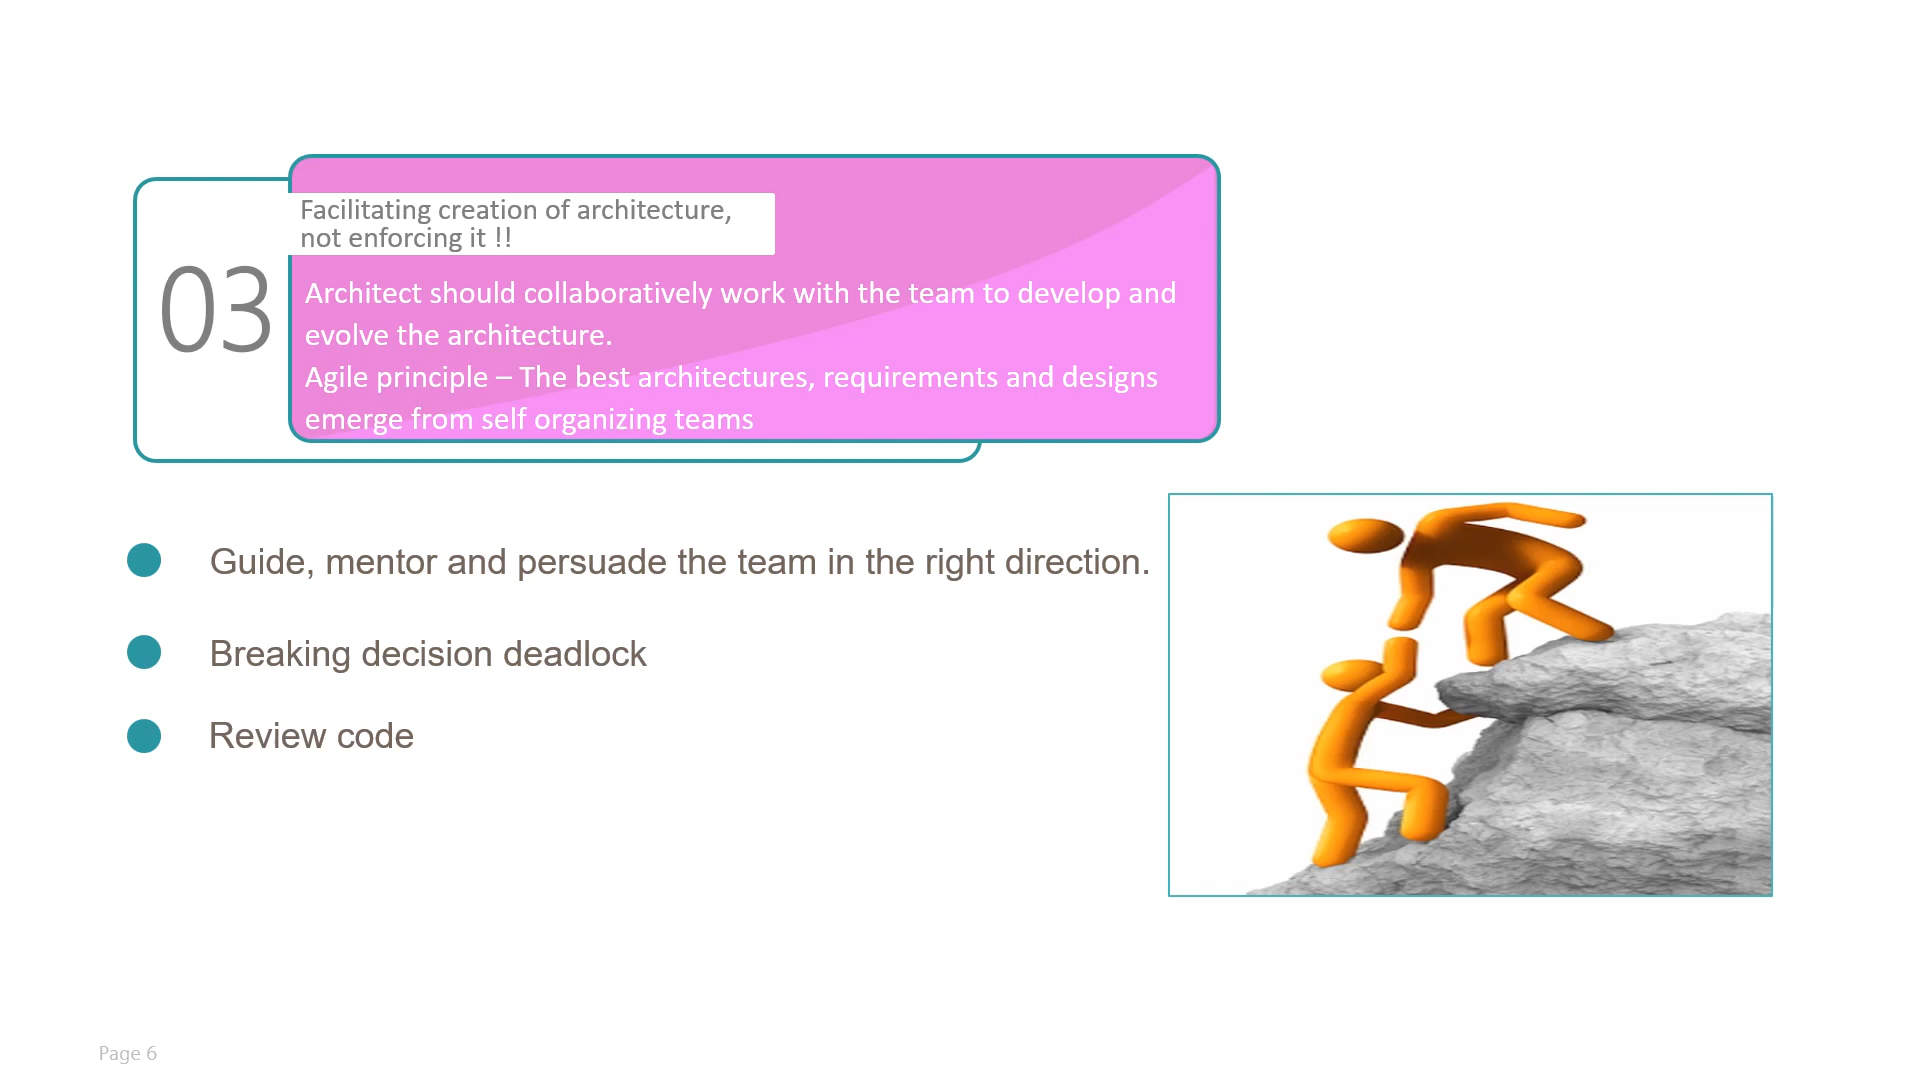 03
Facilitating creation of architecture,
not enforcing it !!
Architect should collaboratively work with the team to develop and
evolve the architecture.
Agile principle – The best architectures, requirements and designs
emerge from self organizing teams
Guide, mentor and persuade the team in the right direction.
Breaking decision deadlock
Review code
Page 6